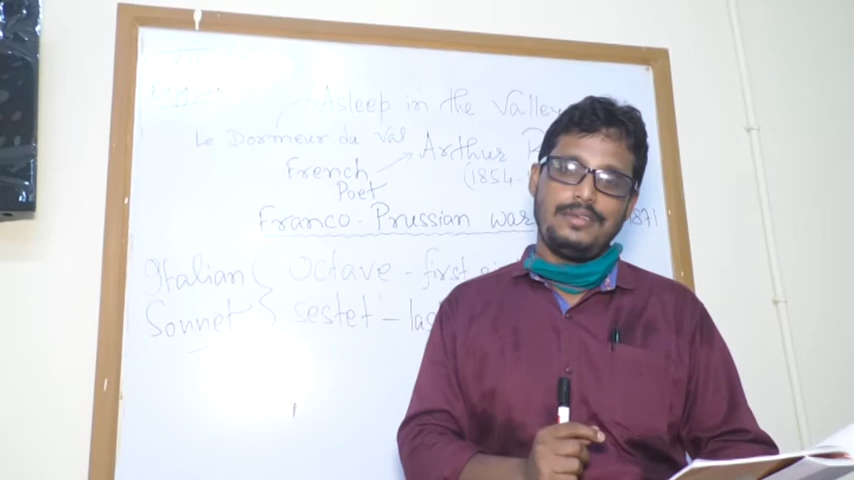 Asleep in the Valley
Le Dormeur du Val
Arthur
French
Poet
(1854
Franco-Prussian war 1871
Italian
Sonnet
octave - first
sestet - las